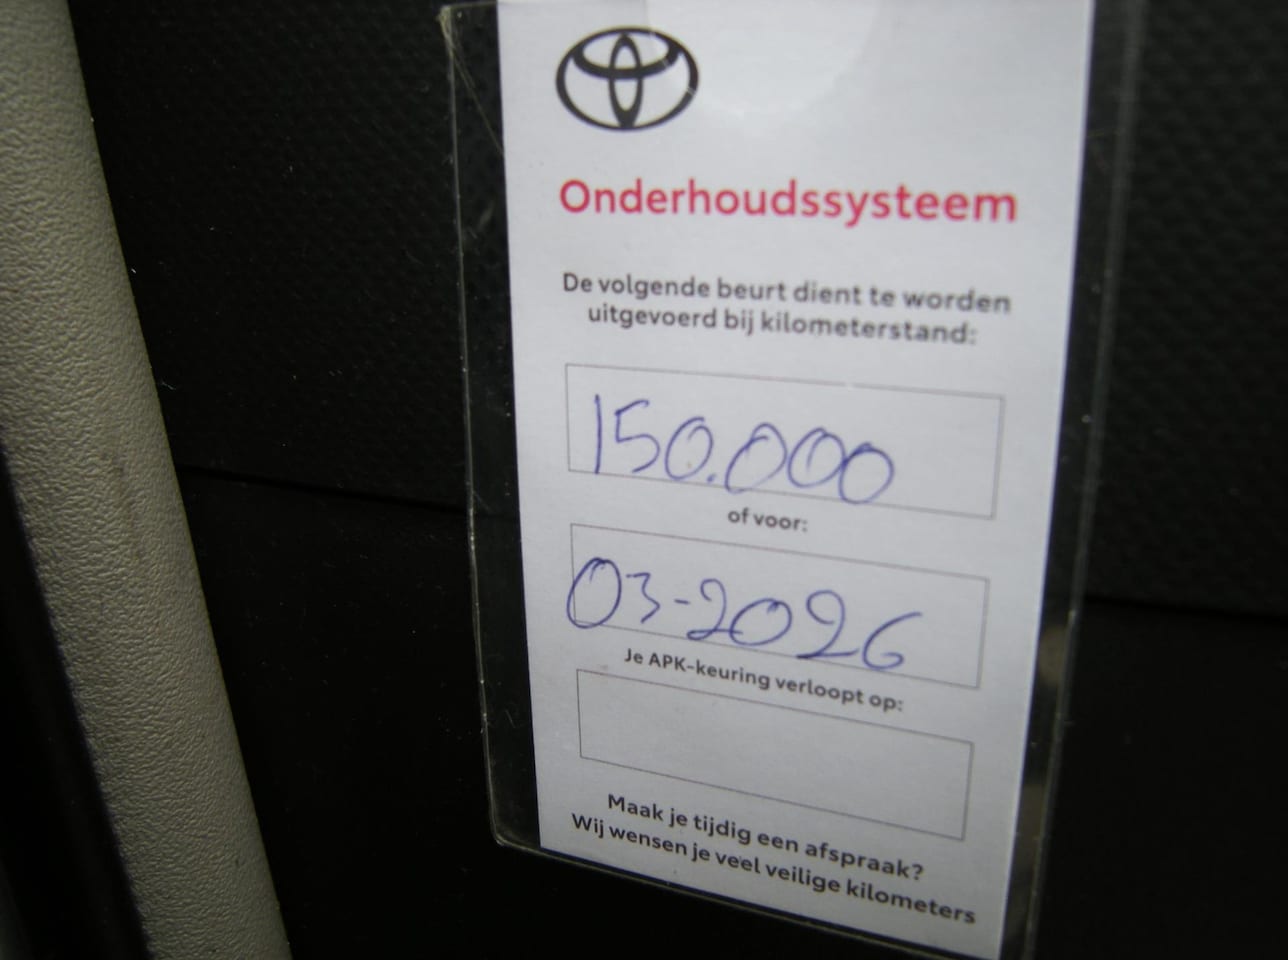 Onderhoudssysteem
De volgende beurt dient te worden
uitgevoerd bij kilometerstand:
150.000
of voor:
03-2026
Je APK-keuring verloopt op:
Maak je tijdig een afspraak?
Wij wensen je veel veilige kilometers